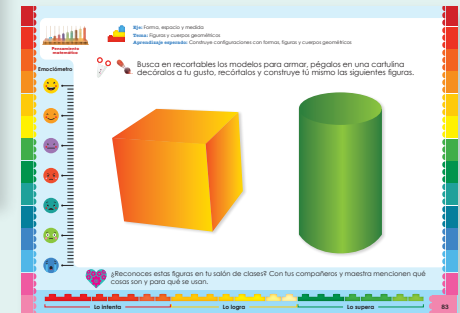 Pensamiento
matemático
Eje: Forma, espacio y medida
Tema: Figuras y cuerpos geométricos
Aprendizaje esperado: Construye configuraciones con formas, figuras y cuerpos geométricos
Emociómetro
Busca en recortables los modelos para armar, pégalos en una cartulina
decóralos a tu gusto, recórtalos y construye tú mismo las siguientes figuras.
¿Reconoces estas figuras en tu salón de clases? Con tus compañeros y maestra mencionen qué
cosas son y para qué se usan.
Lo intenta Lo logra Lo supera
83